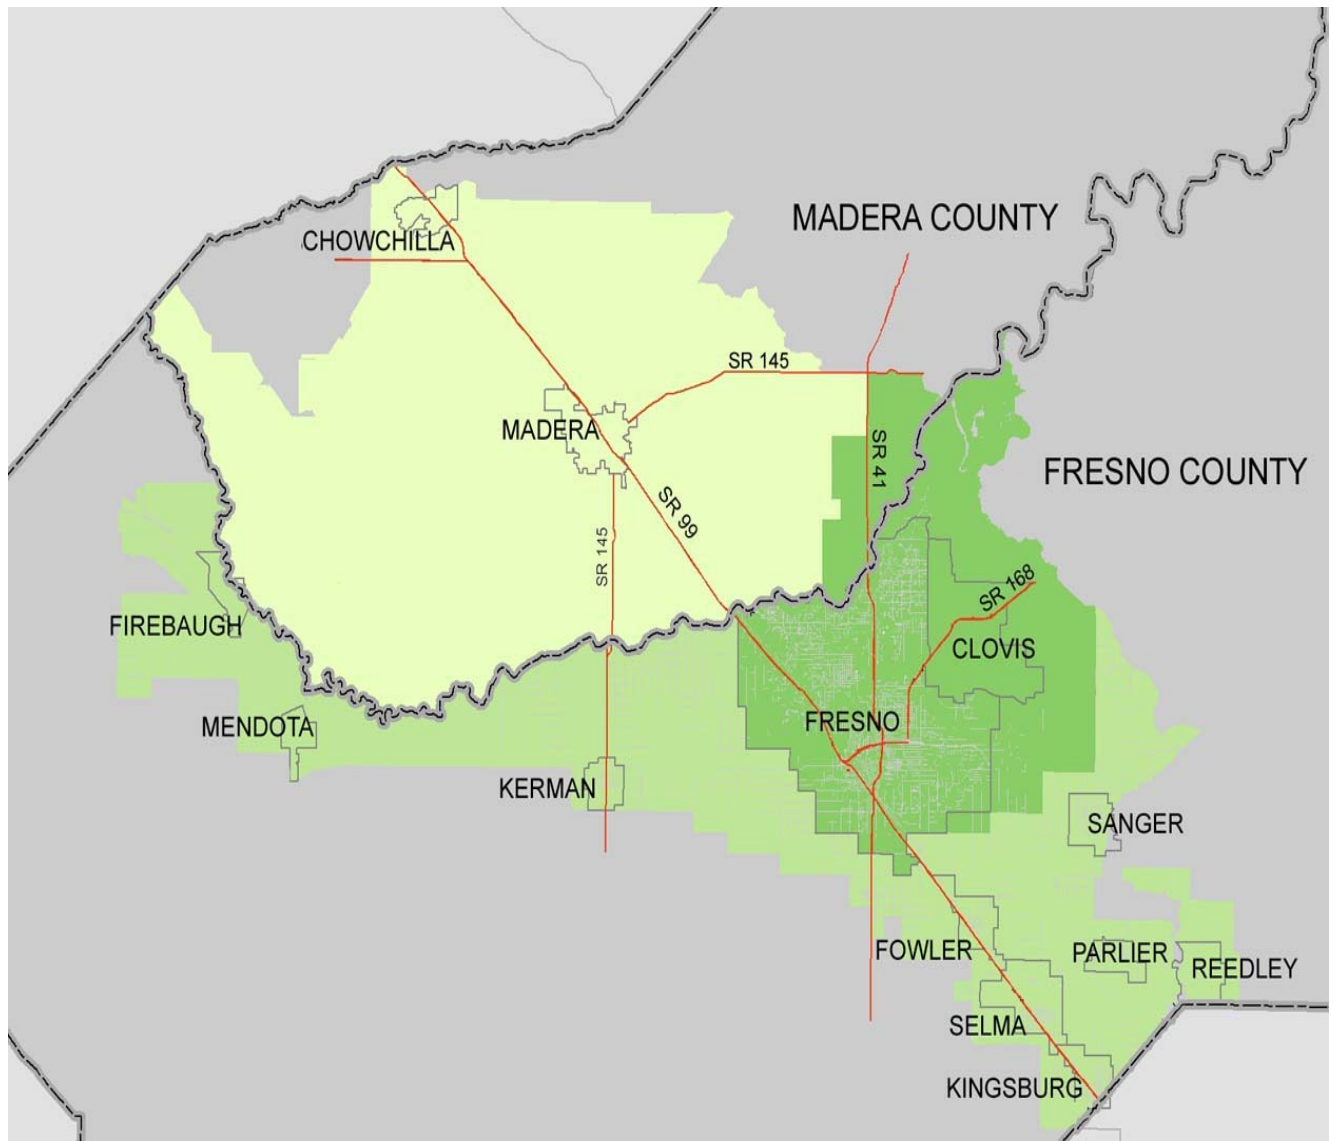 MADERA COUNTY
CHOWCHILLA
SR 145
MADERA
SR 41
FRESNO COUNTY
SR 99
SR 145
SR 168
FIREBAUGH
CLOVIS
MENDOTA
FRESNO
KERMAN
SANGER
FOWLER
PARLIER
REEDLEY
SELMA
KINGSBURG